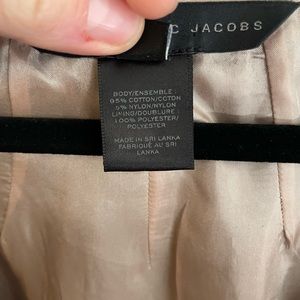 C JACOBS
BODY/ENSEMBLE
95% COTTON/COTON
5% NYLON/NYLON
LINING/DOUBLURE:
100% POLYESTER/
POLYESTER
MADE IN SRI LANKA
FABRIQUÉ AU SRI
LANKA